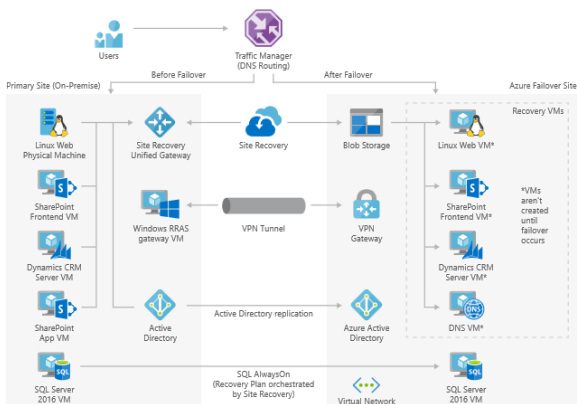 Users
Traffic Manager
(DNS Routing)
Before Failover
After Failover
Primary Site (On-Premise)
Azure Failover Site
Recovery VMs
Linux Web
Physical Machine
Site Recovery
Unified Gateway
Site Recovery
Blob Storage
Linux Web VM*
SharePoint
Frontend VM
Windows RRAS
gateway VM
VPN Tunnel
VPN
Gateway
SharePoint
Frontend VM*
*VMs
aren't
created
until
failover
occurs
Dynamics CRM
Server VM
Dynamics CRM
Server VM*
SharePoint
App VM
Active
Directory
Active Directory replication
Azure Active
Directory
DNS
DNS VM*
SQL
SQL Server
2016 VM
SQL AlwaysOn
(Recovery Plan orchestrated
by Site Recovery)
Virtual Network
SQL
SQL Server
2016 VM